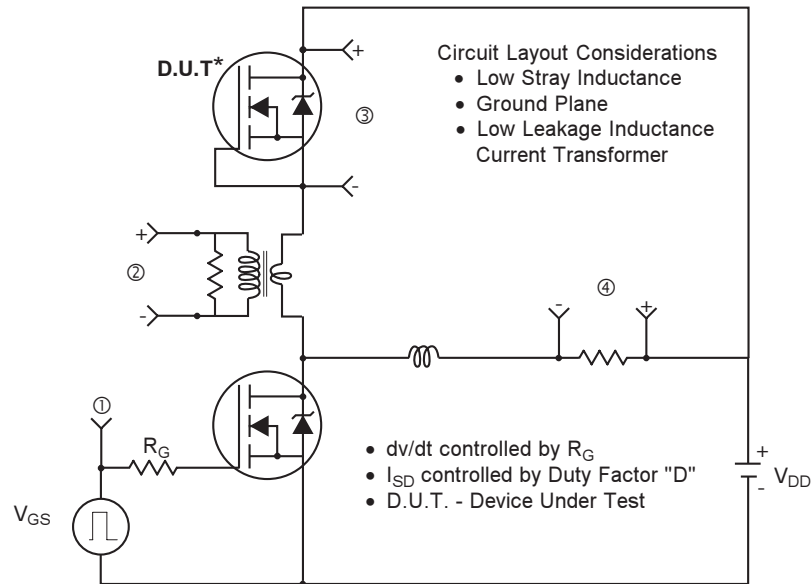 D.U.T*
+
Circuit Layout Considerations
• Low Stray Inductance
• Ground Plane
• Low Leakage Inductance
Current Transformer
③
-
+
②
-
④
-
+
①
R_G
V_GS
• dv/dt controlled by R_G
• I_SD controlled by Duty Factor "D"
• D.U.T. - Device Under Test
+
-
V_DD